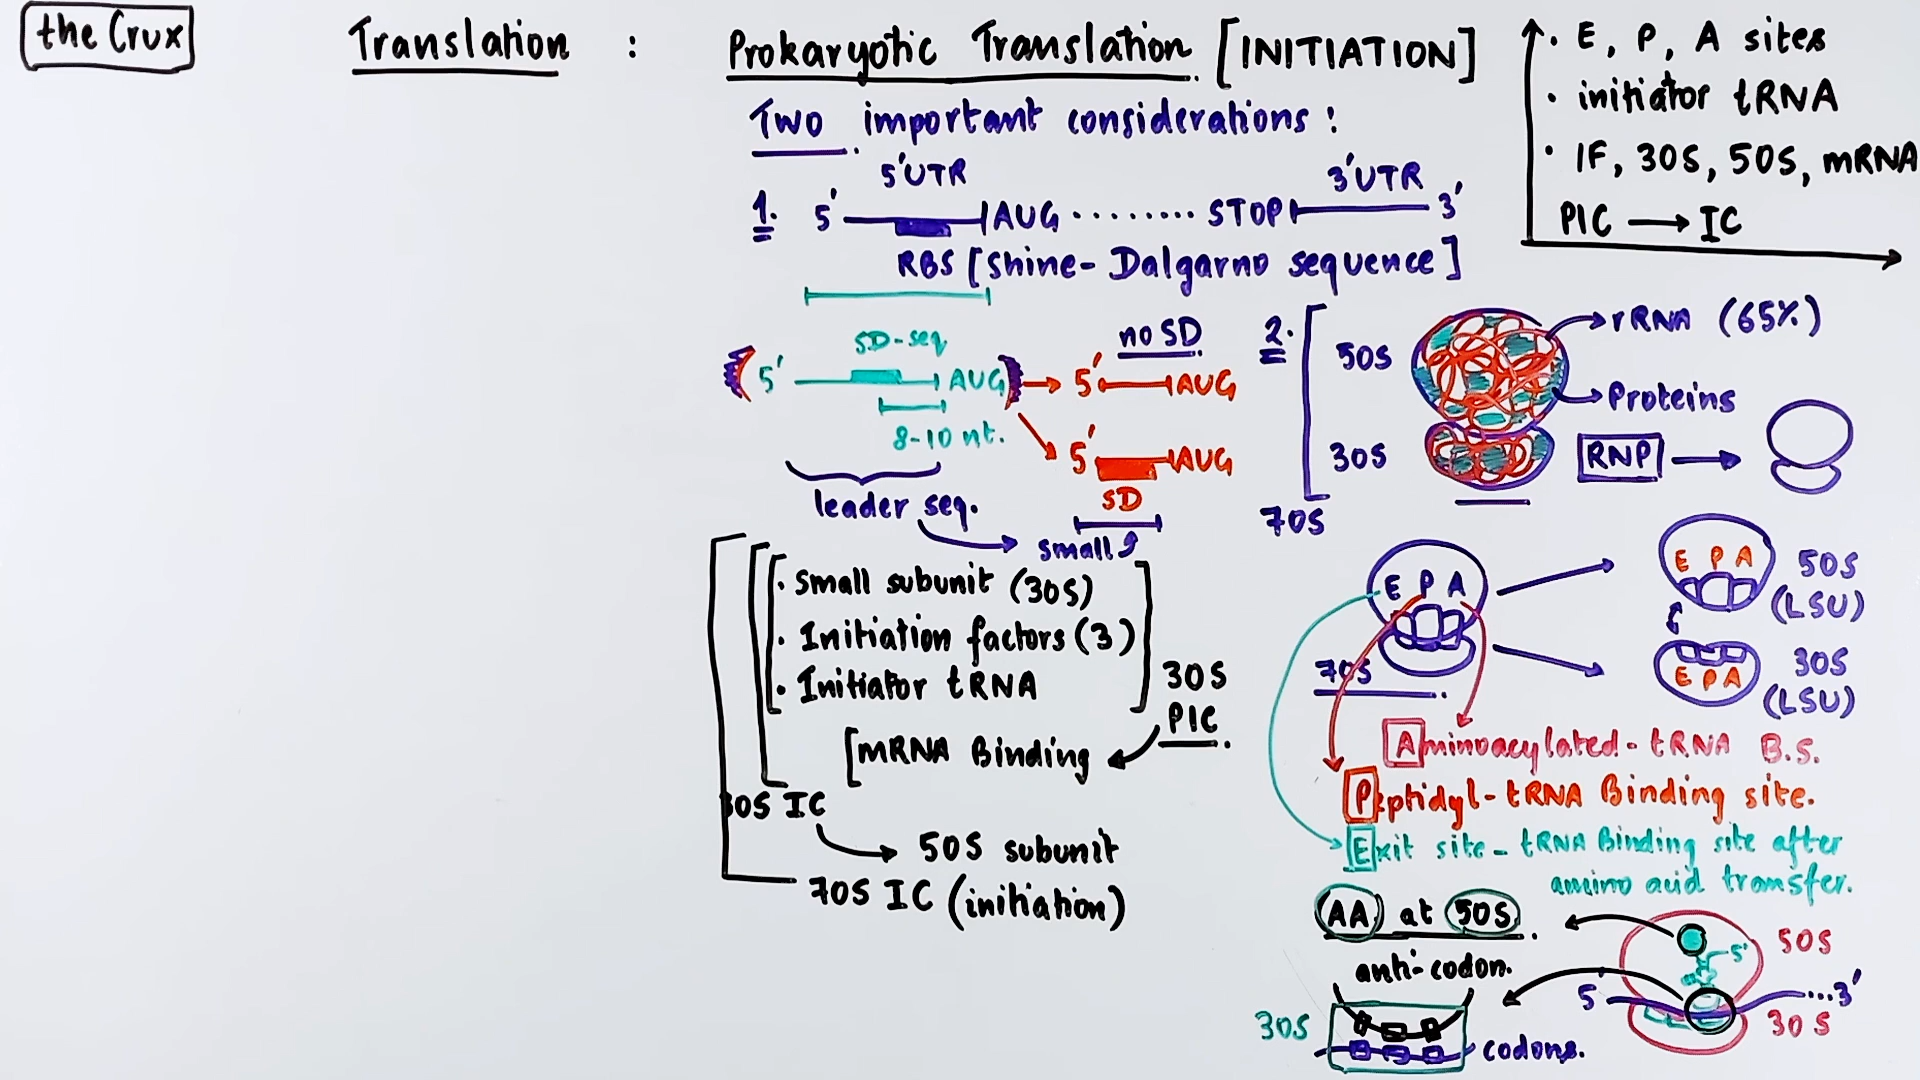 the Crux
Translation : Prokaryotic Translation [INITIATION]
· E, P, A sites
· initiator tRNA
· IF, 30S, 50S, mRNA
PIC → IC
Two important considerations :
5'UTR
3'UTR
1. 5' AUG ········ STOP 3'
RBS [Shine-Dalgarno sequence]
SD-seq
5' AUG
8-10 nt.
leader seq.
small
no SD
5' AUG
5' AUG
SD
2.
50S
30S
70S
rRNA (65%)
Proteins
RNP →
· Small subunit (30S)
· Initiation factors (3)
· Initiator tRNA
30S
PIC.
[mRNA Binding
30S IC
50S subunit
70S IC (initiation)
E P A
70S
E P A
50S
(LSU)
E P A
30S
(LSU)
Aminoacylated-tRNA B.S.
Peptidyl-tRNA Binding site.
Exit site - tRNA Binding site after
amino acid transfer.
AA at 50S.
anti-codon.
30S
codons.
50S
5'
5' ...3'
30S